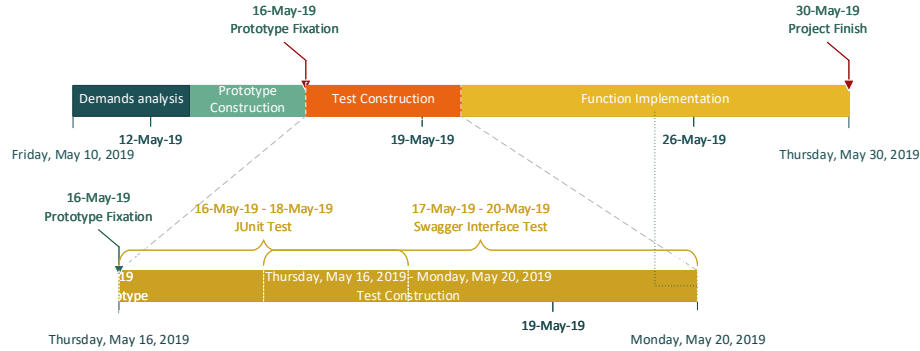 16-May-19
Prototype Fixation
30-May-19
Project Finish
Demands analysis
Prototype
Construction
Test Construction
Function Implementation
12-May-19
19-May-19
26-May-19
Friday, May 10, 2019
Thursday, May 30, 2019
16-May-19
Prototype Fixation
16-May-19 - 18-May-19
JUnit Test
17-May-19 - 20-May-19
Swagger Interface Test
19
Thursday, May 16, 2019 - Monday, May 20, 2019
otype
Test Construction
19-May-19
Thursday, May 16, 2019
Monday, May 20, 2019